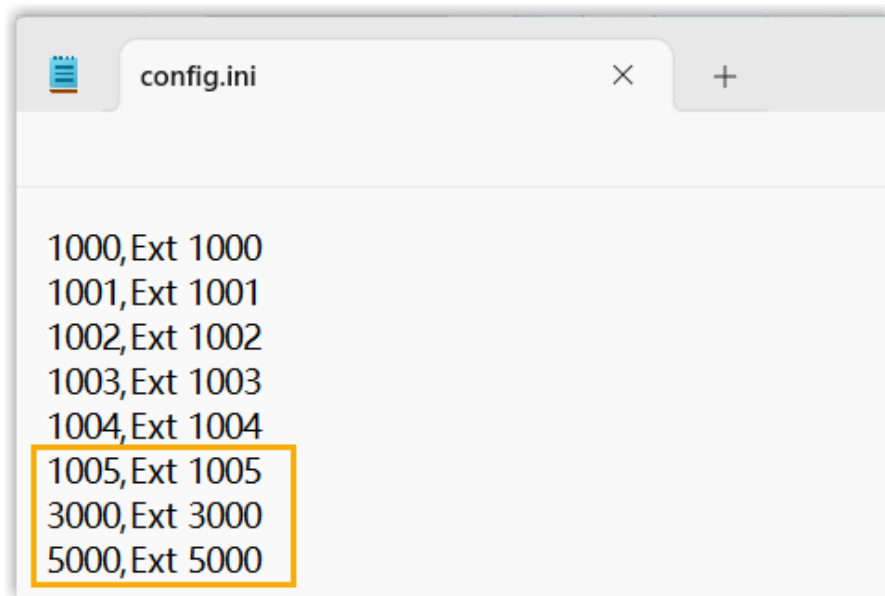 config.ini
1000,Ext 1000
1001,Ext 1001
1002,Ext 1002
1003,Ext 1003
1004,Ext 1004
1005,Ext 1005
3000,Ext 3000
5000,Ext 5000